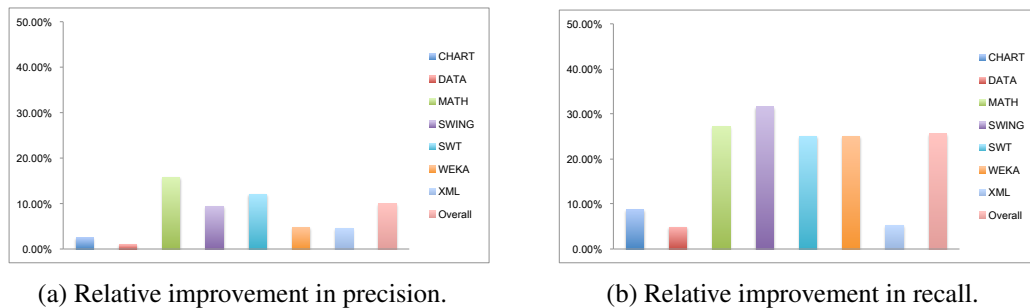 50.00%
40.00%
30.00%
20.00%
10.00%
0.00%
CHART
DATA
MATH
SWING
SWT
WEKA
XML
Overall
(a) Relative improvement in precision.
50.00%
40.00%
30.00%
20.00%
10.00%
0.00%
CHART
DATA
MATH
SWING
SWT
WEKA
XML
Overall
(b) Relative improvement in recall.